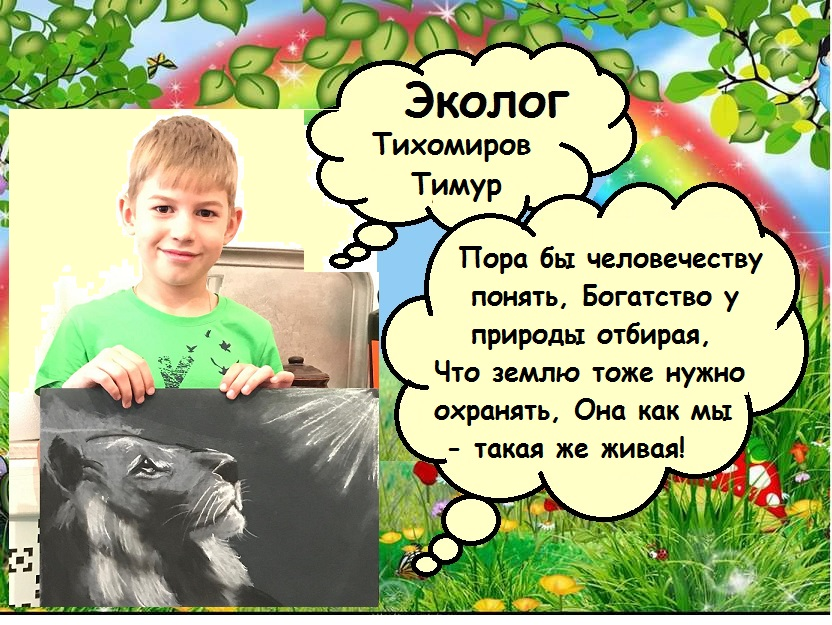 Эколог
Тихомиров
Тимур
Пора бы человечеству
понять, Богатство у
природы отбирая,
Что землю тоже нужно
охранять, Она как мы
- такая же живая!